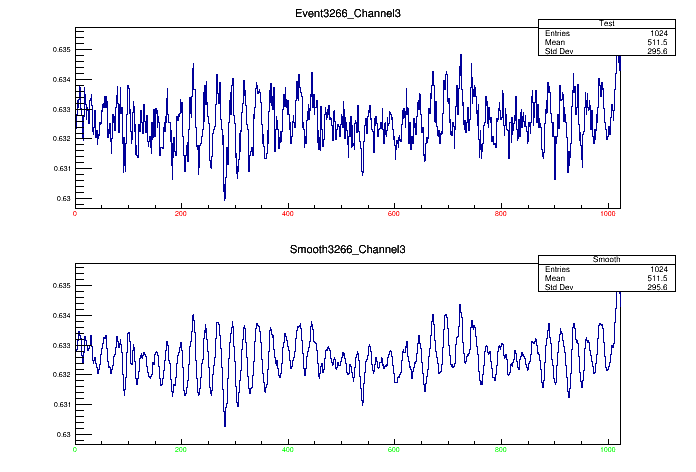 Event3266_Channel3
Test
Entries 1024
Mean 511.5
Std Dev 295.6
0.635
0.634
0.633
0.632
0.631
0.63
0 200 400 600 800 1000
Smooth3266_Channel3
Smooth
Entries 1024
Mean 511.5
Std Dev 295.6
0.635
0.634
0.633
0.632
0.631
0.63
0 200 400 600 800 1000